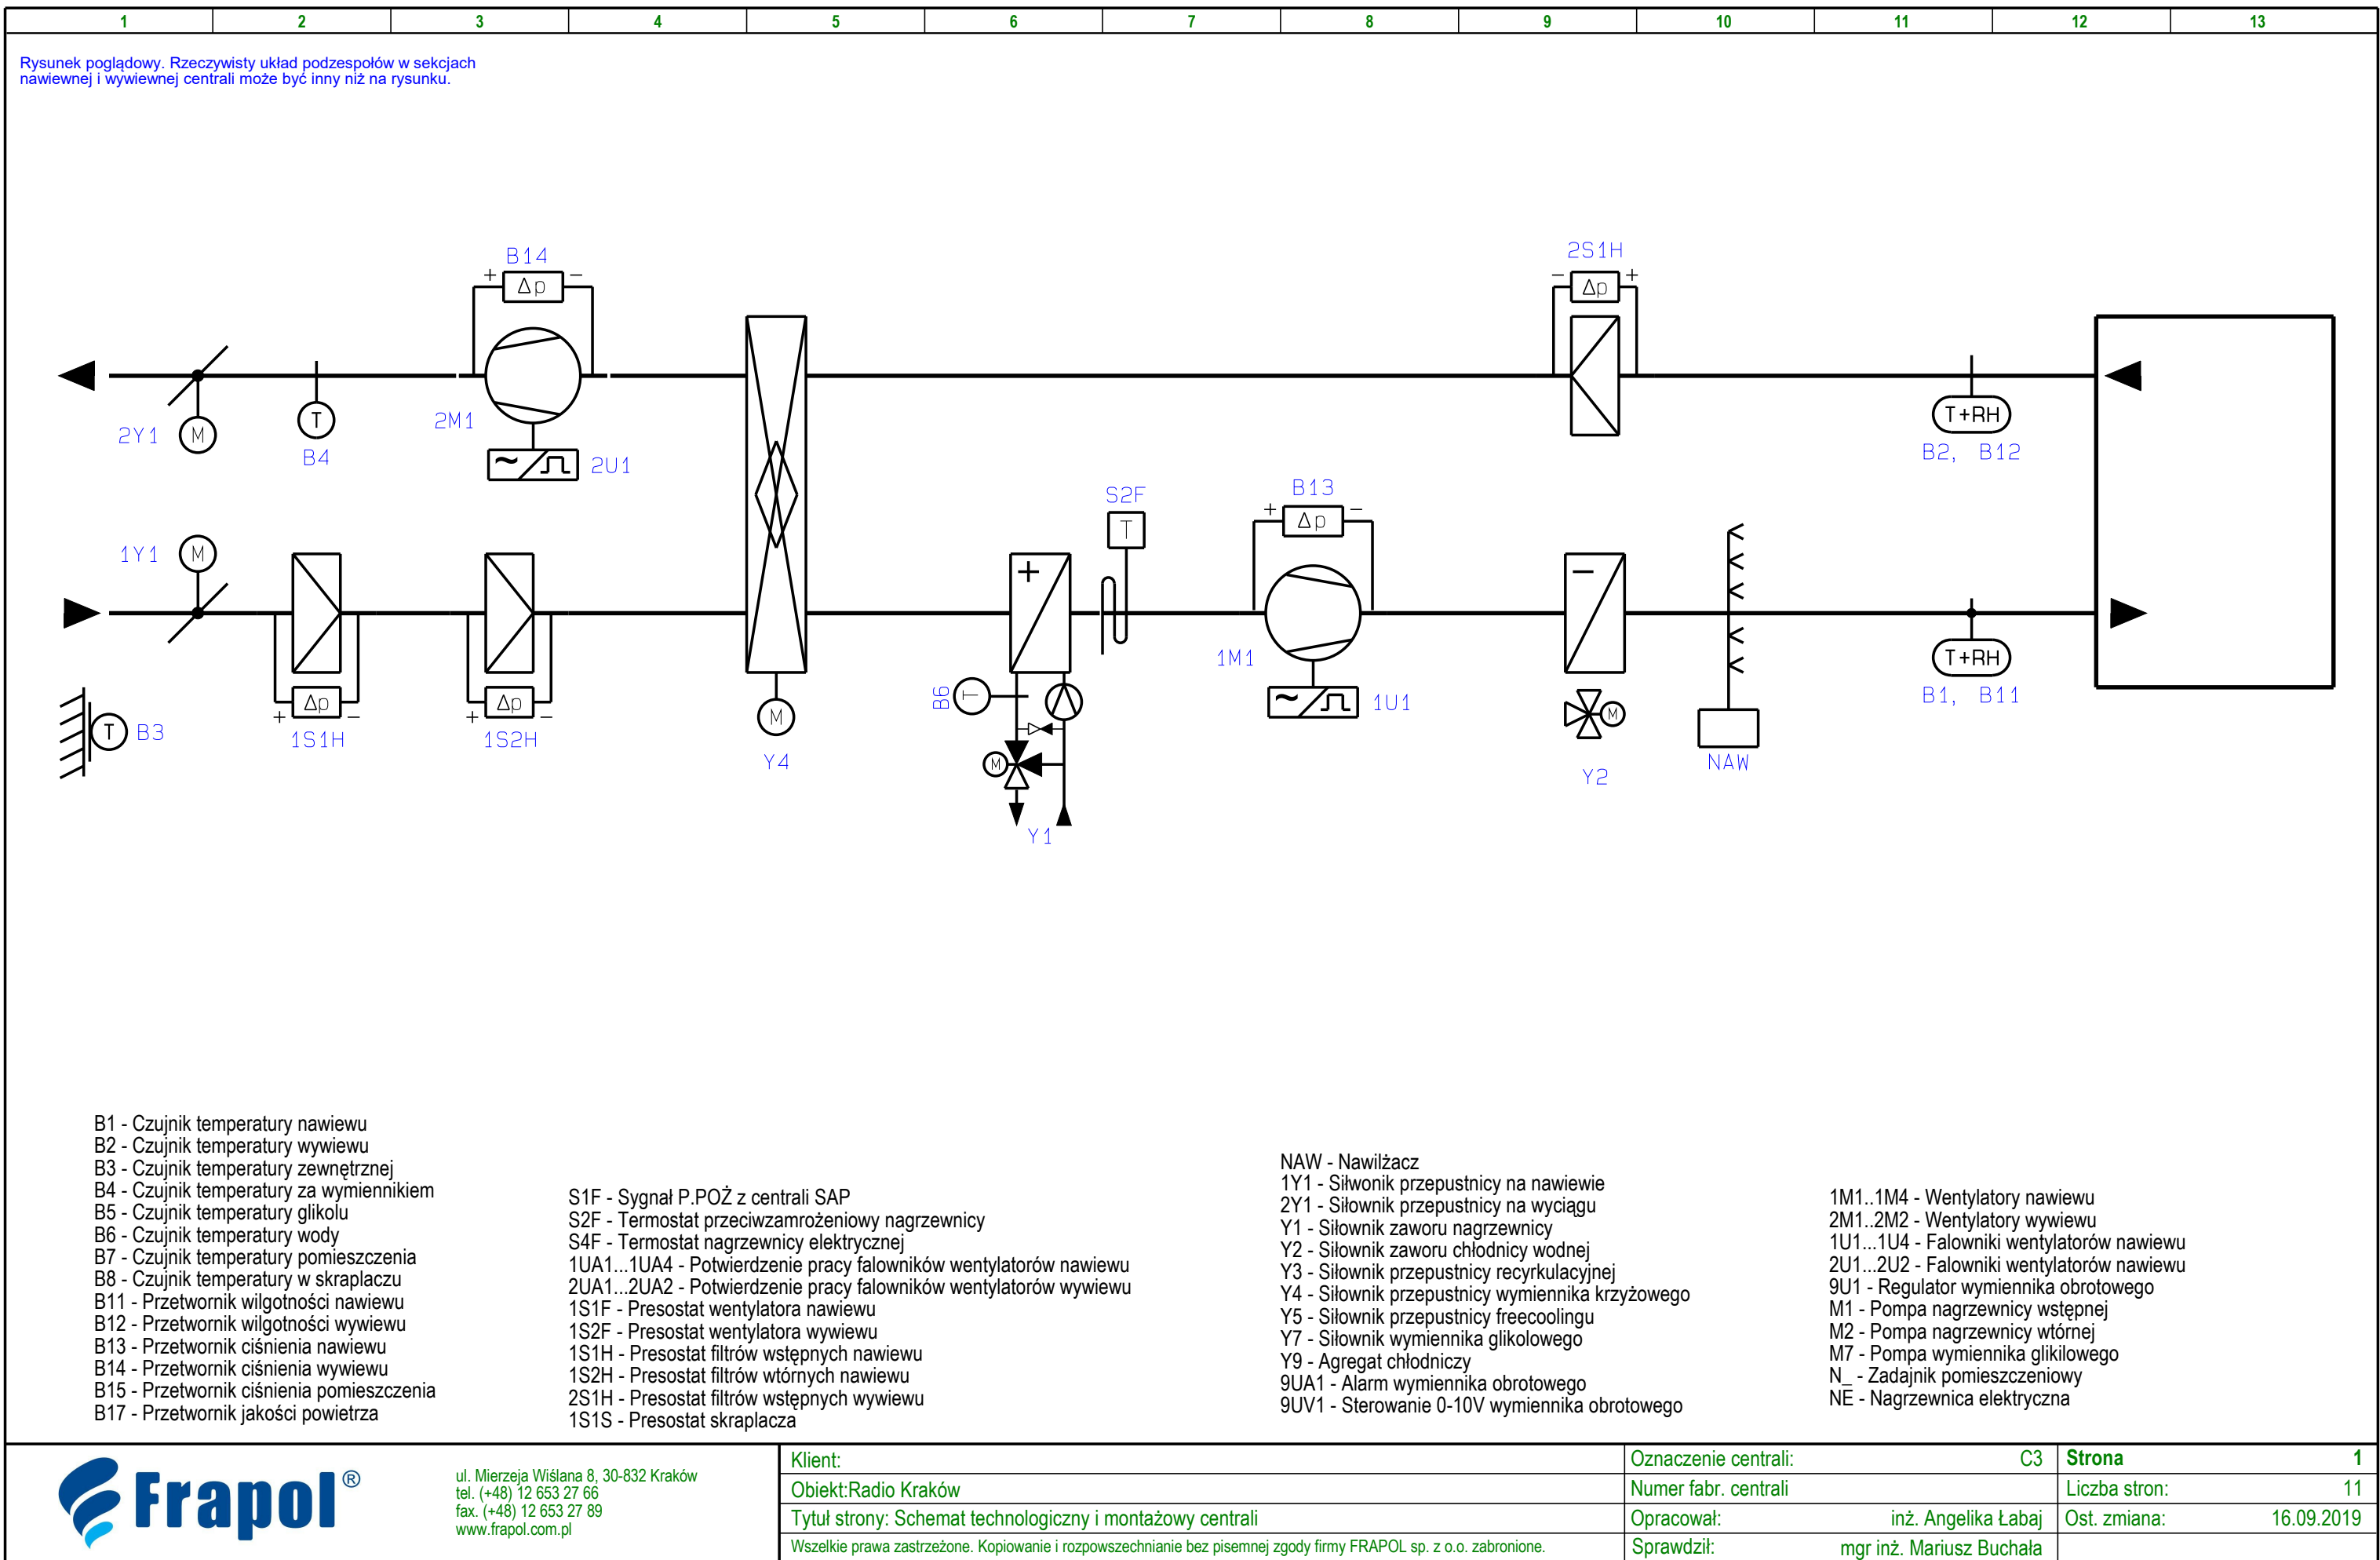 1 2 3 4 5 6 7 8 9 10 11 12 13
Rysunek poglądowy. Rzeczywisty układ podzespołów w sekcjach
nawiewnej i wywiewnej centrali może być inny niż na rysunku.
B14
+ Δp −
2S1H
− Δp +
2Y1 M
T
B4
2M1
2U1
T+RH
B2, B12
1Y1 M
S2F
T
B13
+ Δp −
+
−
1M1
1U1
T+RH
B1, B11
T B3
+ Δp −
1S1H
+ Δp −
1S2H
M
Y4
B6 T
M
Y1
M
Y2
NAW
B1 - Czujnik temperatury nawiewu
B2 - Czujnik temperatury wywiewu
B3 - Czujnik temperatury zewnętrznej
B4 - Czujnik temperatury za wymiennikiem
B5 - Czujnik temperatury glikolu
B6 - Czujnik temperatury wody
B7 - Czujnik temperatury pomieszczenia
B8 - Czujnik temperatury w skraplaczu
B11 - Przetwornik wilgotności nawiewu
B12 - Przetwornik wilgotności wywiewu
B13 - Przetwornik ciśnienia nawiewu
B14 - Przetwornik ciśnienia wywiewu
B15 - Przetwornik ciśnienia pomieszczenia
B17 - Przetwornik jakości powietrza
S1F - Sygnał P.POŻ z centrali SAP
S2F - Termostat przeciwzamrożeniowy nagrzewnicy
S4F - Termostat nagrzewnicy elektrycznej
1UA1...1UA4 - Potwierdzenie pracy falowników wentylatorów nawiewu
2UA1...2UA2 - Potwierdzenie pracy falowników wentylatorów wywiewu
1S1F - Presostat wentylatora nawiewu
1S2F - Presostat wentylatora wywiewu
1S1H - Presostat filtrów wstępnych nawiewu
1S2H - Presostat filtrów wtórnych nawiewu
2S1H - Presostat filtrów wstępnych wywiewu
1S1S - Presostat skraplacza
NAW - Nawilżacz
1Y1 - Siłwonik przepustnicy na nawiewie
2Y1 - Siłownik przepustnicy na wyciągu
Y1 - Siłownik zaworu nagrzewnicy
Y2 - Siłownik zaworu chłodnicy wodnej
Y3 - Siłownik przepustnicy recyrkulacyjnej
Y4 - Siłownik przepustnicy wymiennika krzyżowego
Y5 - Siłownik przepustnicy freecoolingu
Y7 - Siłownik wymiennika glikolowego
Y9 - Agregat chłodniczy
9UA1 - Alarm wymiennika obrotowego
9UV1 - Sterowanie 0-10V wymiennika obrotowego
1M1..1M4 - Wentylatory nawiewu
2M1..2M2 - Wentylatory wywiewu
1U1...1U4 - Falowniki wentylatorów nawiewu
2U1...2U2 - Falowniki wentylatorów nawiewu
9U1 - Regulator wymiennika obrotowego
M1 - Pompa nagrzewnicy wstępnej
M2 - Pompa nagrzewnicy wtórnej
M7 - Pompa wymiennika glikilowego
N_ - Zadajnik pomieszczeniowy
NE - Nagrzewnica elektryczna
Frapol®
ul. Mierzeja Wiślana 8, 30-832 Kraków
tel. (+48) 12 653 27 66
fax. (+48) 12 653 27 89
www.frapol.com.pl
Klient:
Obiekt:Radio Kraków
Tytuł strony: Schemat technologiczny i montażowy centrali
Wszelkie prawa zastrzeżone. Kopiowanie i rozpowszechnianie bez pisemnej zgody firmy FRAPOL sp. z o.o. zabronione.
Oznaczenie centrali: C3
Numer fabr. centrali
Opracował: inż. Angelika Łabaj
Sprawdził: mgr inż. Mariusz Buchała
Strona 1
Liczba stron: 11
Ost. zmiana: 16.09.2019